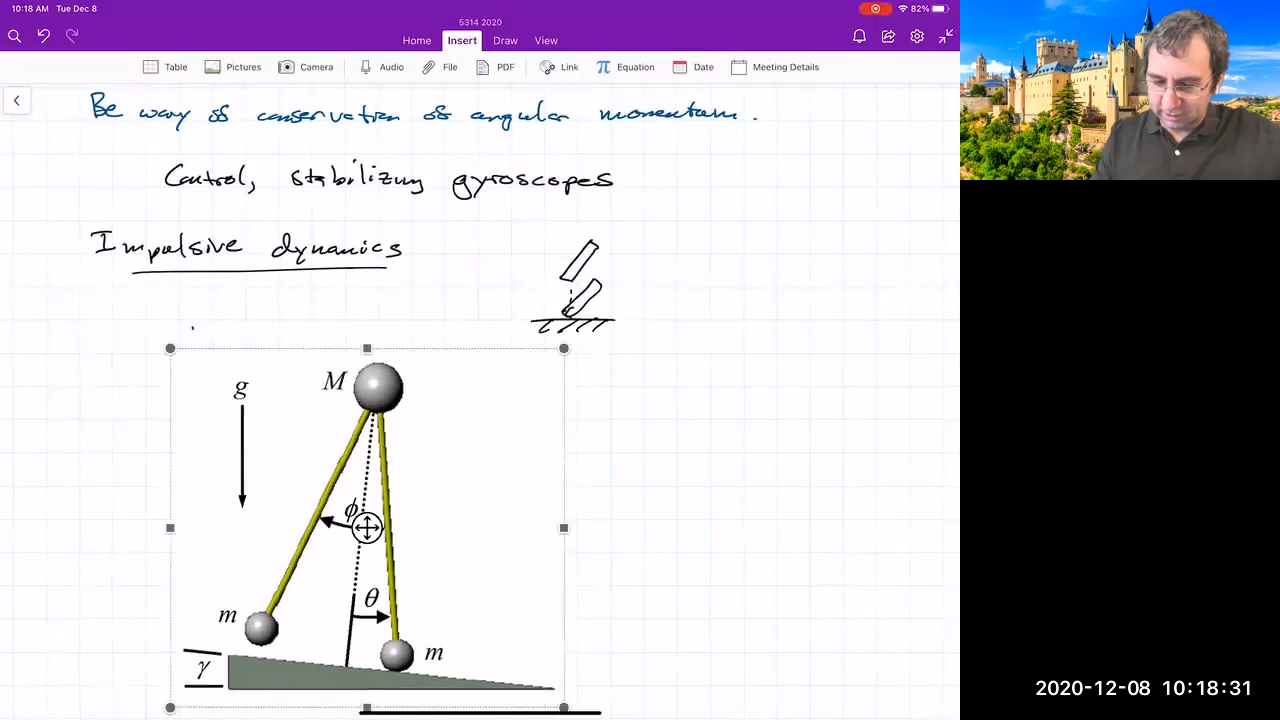 10:18 AM Tue Dec 8
82%
5314 2020
Home Insert Draw View
Table Pictures Camera Audio File PDF Link Equation Date Meeting Details
Be wary of conservation of angular momentum.
Control, stabilizing gyroscopes
Impulsive dynamics
g
M
ϕ
θ
m
m
γ
2020-12-08 10:18:31